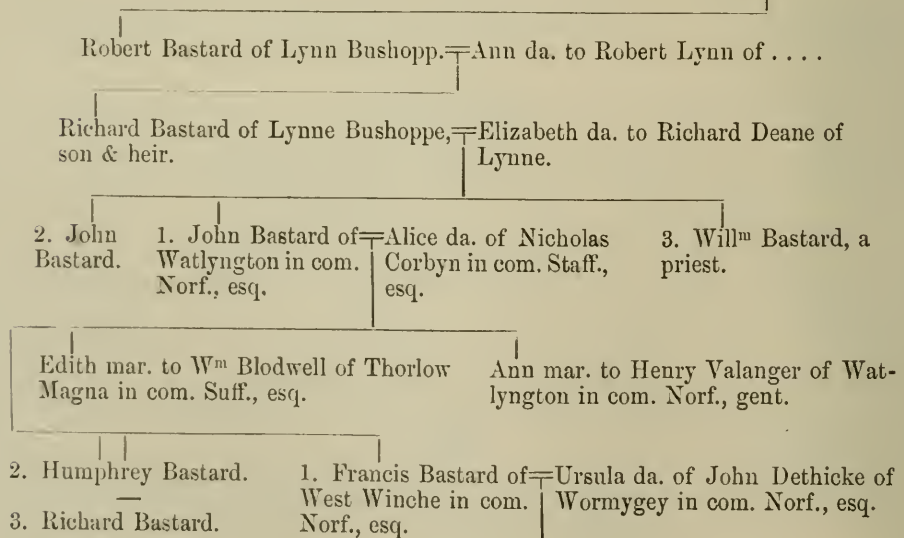 Robert Bastard of Lynn Bushopp.=Ann da. to Robert Lynn of . . . .
Richard Bastard of Lynne Bushoppe,=Elizabeth da. to Richard Deane of
son & heir.
Lynne.
2. John
Bastard.
1. John Bastard of=Alice da. of Nicholas
Watlyngton in com.
Norf., esq.
Corbyn in com. Staff.,
esq.
3. Willm Bastard, a
priest.
Edith mar. to Wm Blodwell of Thorlow
Magna in com. Suff., esq.
Ann mar. to Henry Valanger of Wat-
lyngton in com. Norf., gent.
2. Humphrey Bastard.
—
3. Richard Bastard.
1. Francis Bastard of=Ursula da. of John Dethicke of
West Winche in com.
Norf., esq.
Wormygey in com. Norf., esq.